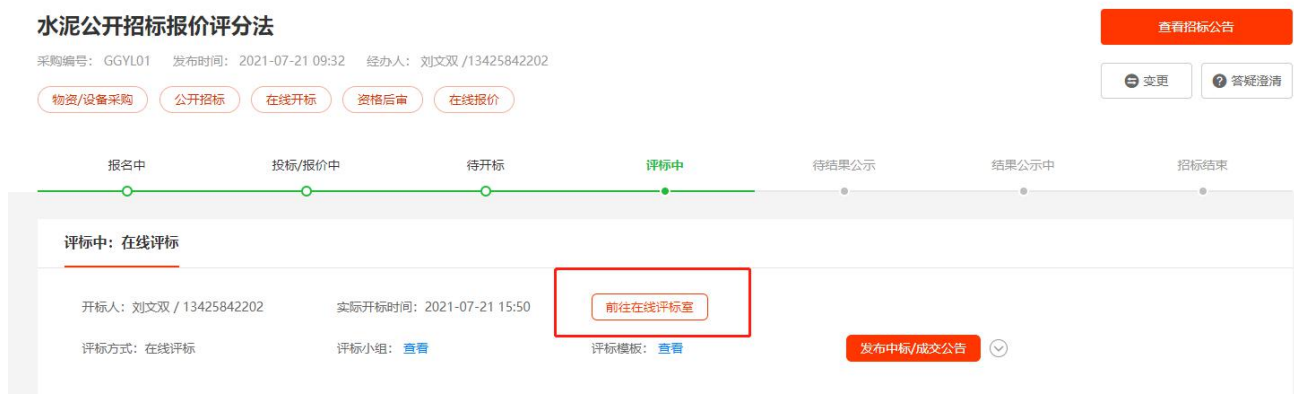 水泥公开招标报价评分法
查看招标公告
采购编号： GGYL01 发布时间： 2021-07-21 09:32 经办人： 刘文双 /13425842202
变更 答疑澄清
物资/设备采购 公开招标 在线开标 资格后审 在线报价
报名中 投标/报价中 待开标 评标中 待结果公示 结果公示中 招标结束
评标中：在线评标
开标人：刘文双 / 13425842202 实际开标时间：2021-07-21 15:50 前往在线评标室
评标方式：在线评标 评标小组： 查看 评标模板： 查看 发布中标/成交公告